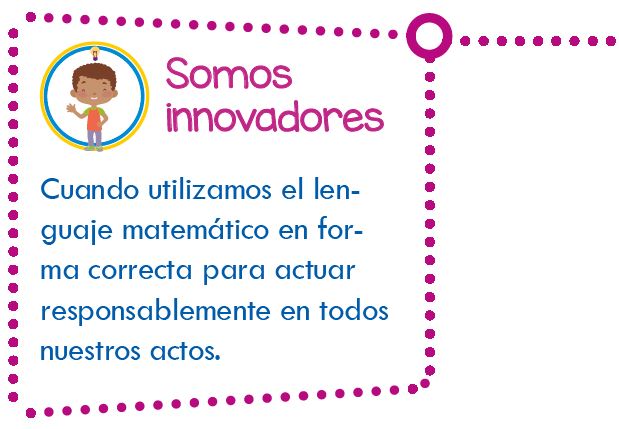 Somos
innovadores
Cuando utilizamos el len-
guaje matemático en for-
ma correcta para actuar
responsablemente en todos
nuestros actos.